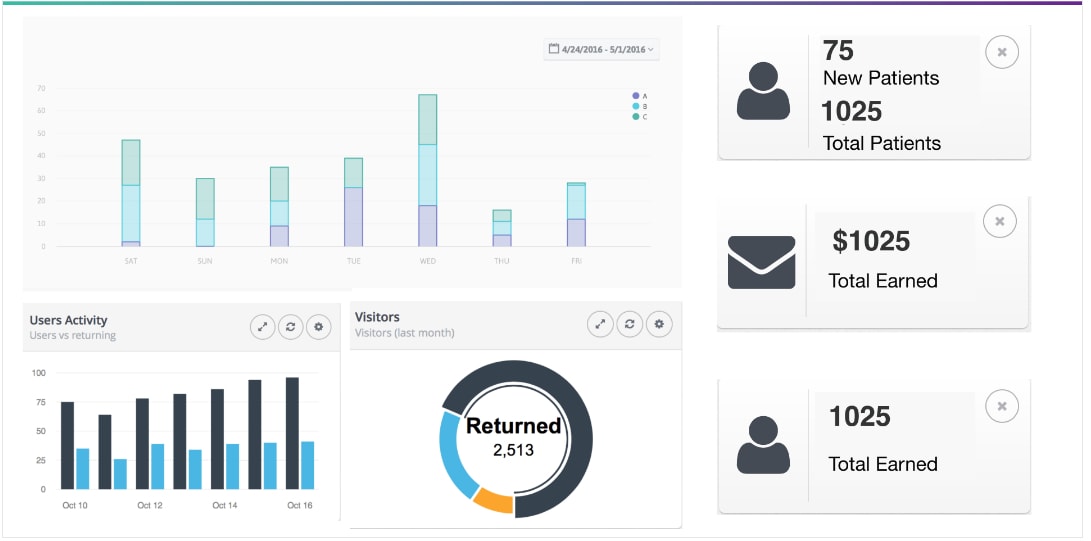 4/24/2016 - 5/1/2016
70
60
50
40
30
20
10
0
A
B
C
SAT SUN MON TUE WED THU FRI
75
New Patients
1025
Total Patients
$1025
Total Earned
1025
Total Earned
Users Activity
Users vs returning
100
75
50
25
0
Oct 10 Oct 12 Oct 14 Oct 16
Visitors
Visitors (last month)
Returned
2,513